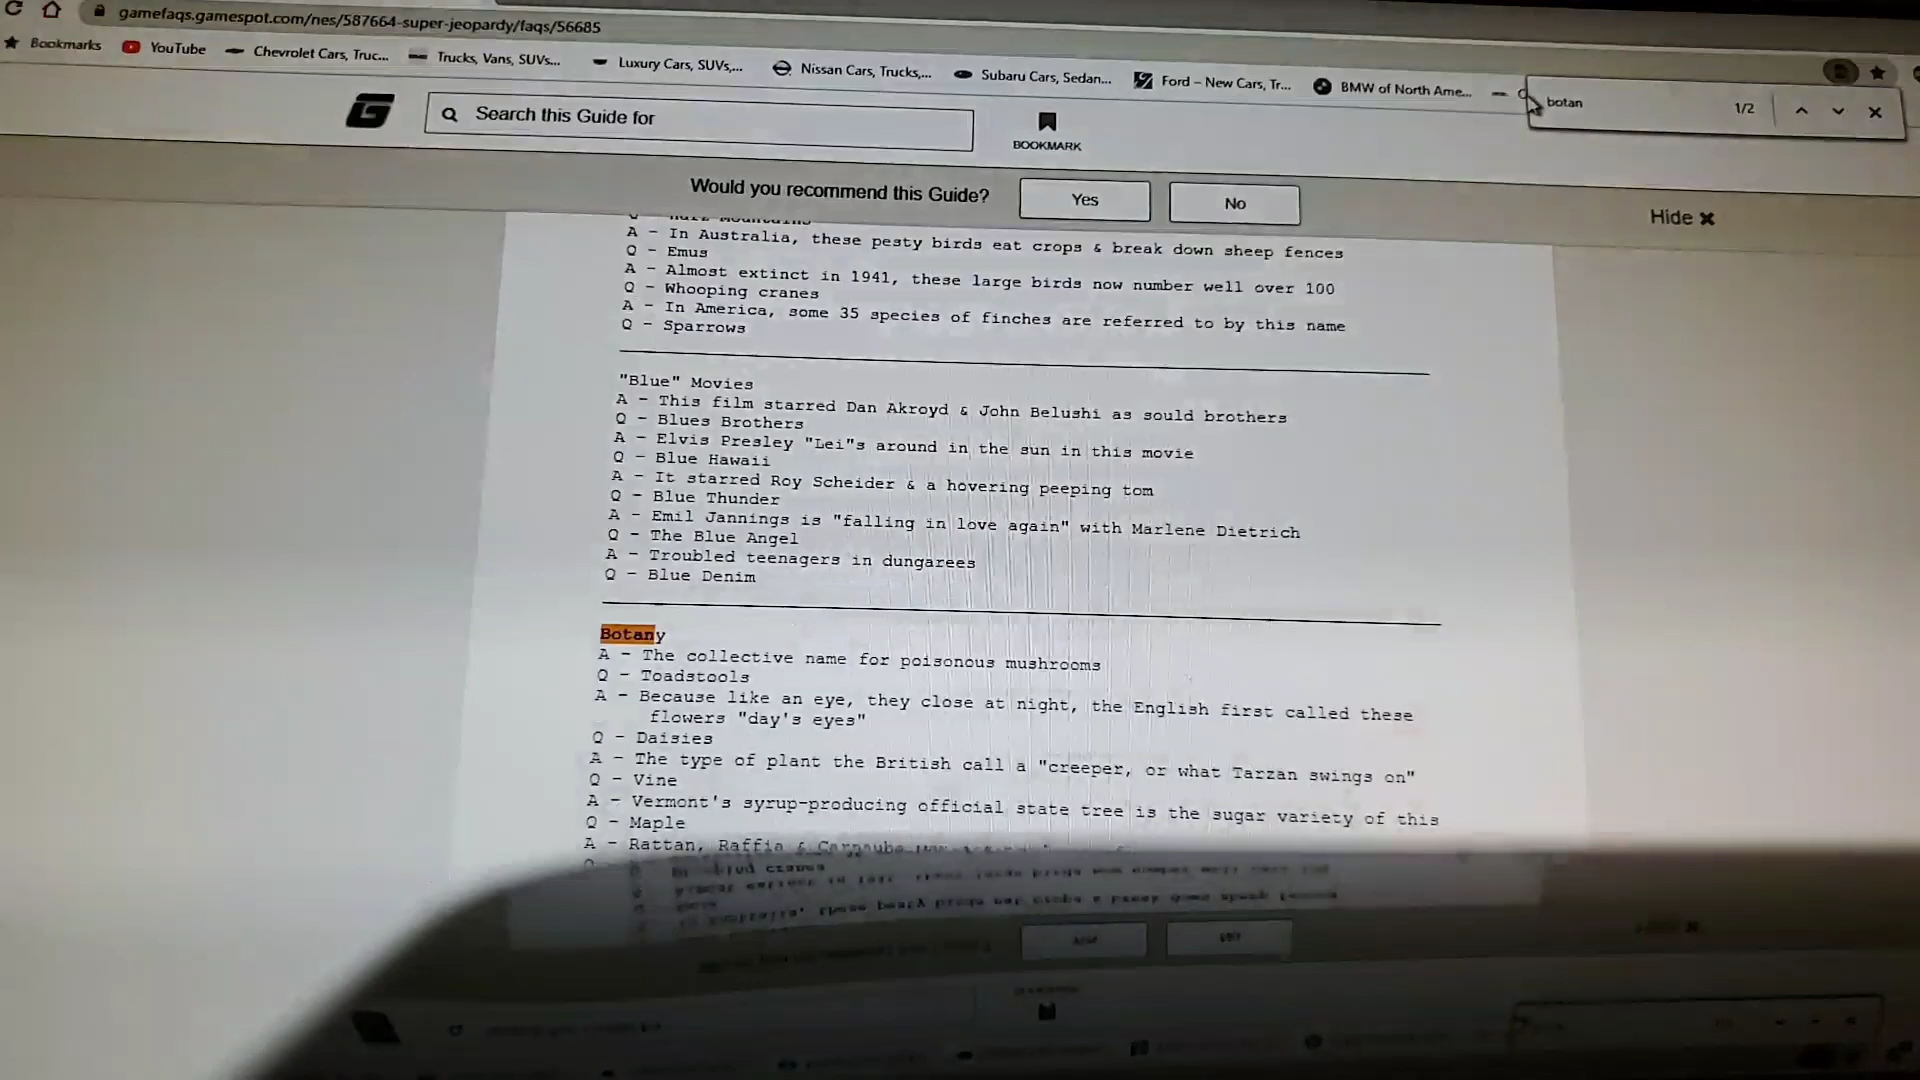 gamefaqs.gamespot.com/nes/587664-super-jeopardy/faqs/56685
Bookmarks YouTube Chevrolet Cars, Truc... Trucks, Vans, SUVs... Luxury Cars, SUVs,... Nissan Cars, Trucks,... Subaru Cars, Sedan... Ford – New Cars, Tr... BMW of North Ame...
botan 1/2
Search this Guide for
BOOKMARK
Would you recommend this Guide? Yes No
Hide ✖
A - In Australia, these pesty birds eat crops & break down sheep fences
Q - Emus
A - Almost extinct in 1941, these large birds now number well over 100
Q - Whooping cranes
A - In America, some 35 species of finches are referred to by this name
Q - Sparrows
"Blue" Movies
A - This film starred Dan Akroyd & John Belushi as sould brothers
Q - Blues Brothers
A - Elvis Presley "Lei"s around in the sun in this movie
Q - Blue Hawaii
A - It starred Roy Scheider & a hovering peeping tom
Q - Blue Thunder
A - Emil Jannings is "falling in love again" with Marlene Dietrich
Q - The Blue Angel
A - Troubled teenagers in dungarees
Q - Blue Denim
Botany
A - The collective name for poisonous mushrooms
Q - Toadstools
A - Because like an eye, they close at night, the English first called these
flowers "day's eyes"
Q - Daisies
A - The type of plant the British call a "creeper, or what Tarzan swings on"
Q - Vine
A - Vermont's syrup-producing official state tree is the sugar variety of this
Q - Maple
A - Rattan, Raffia & Carnauba